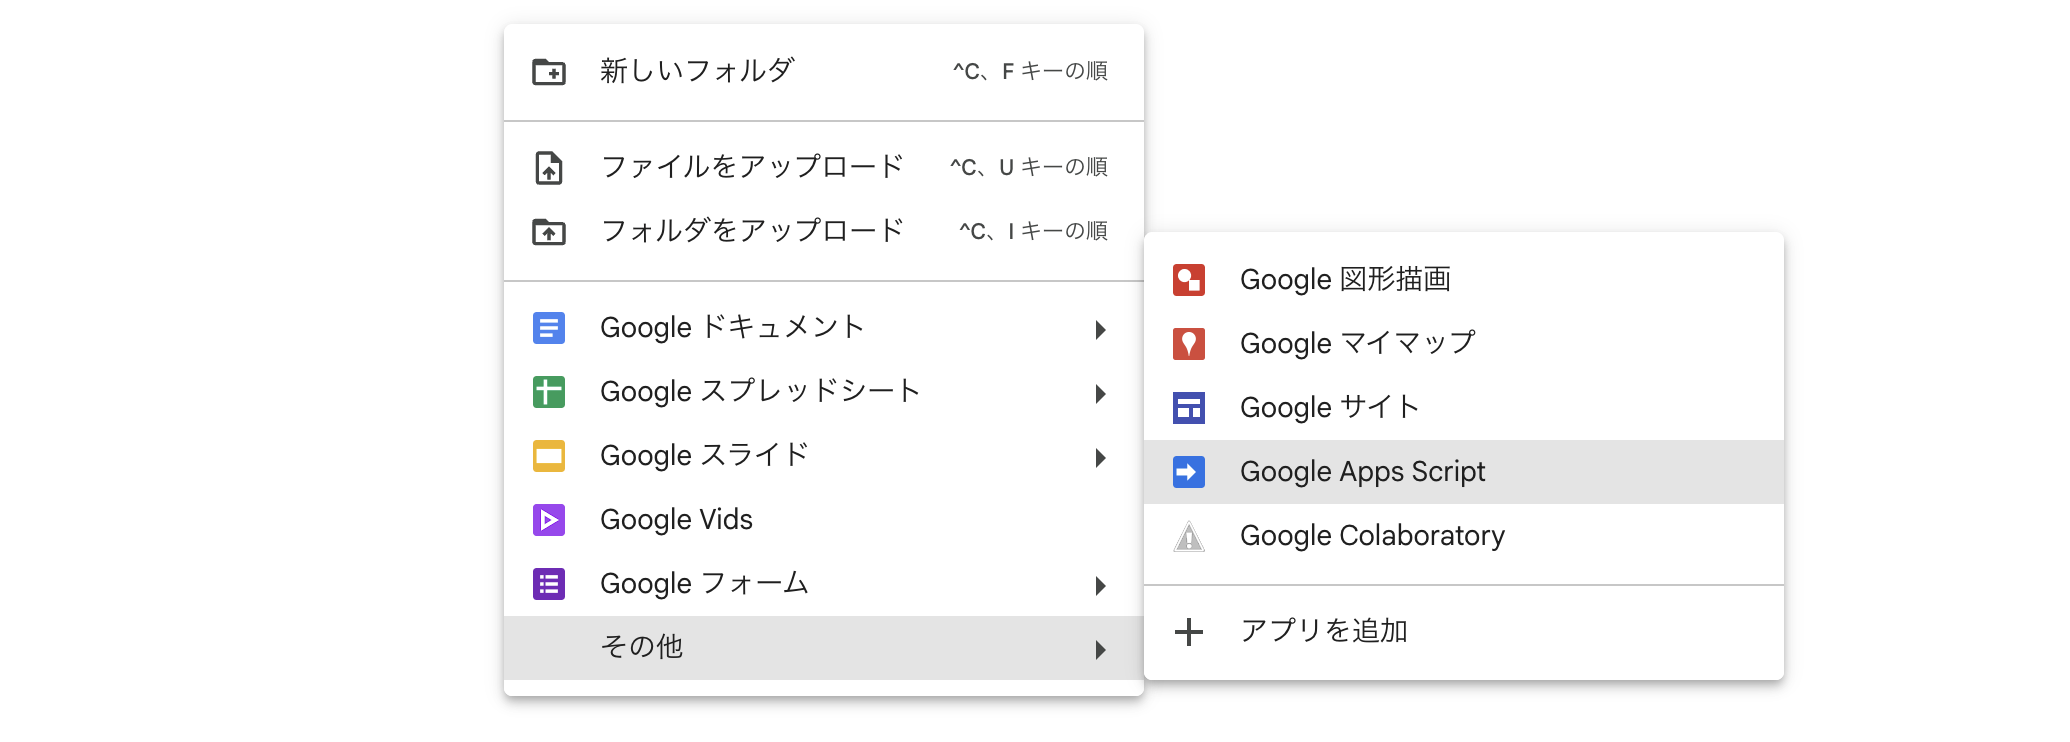 新しいフォルダ ^C、F キーの順
ファイルをアップロード ^C、U キーの順
フォルダをアップロード ^C、I キーの順
Google ドキュメント
Google スプレッドシート
Google スライド
Google Vids
Google フォーム
その他
Google 図形描画
Google マイマップ
Google サイト
Google Apps Script
Google Colaboratory
アプリを追加